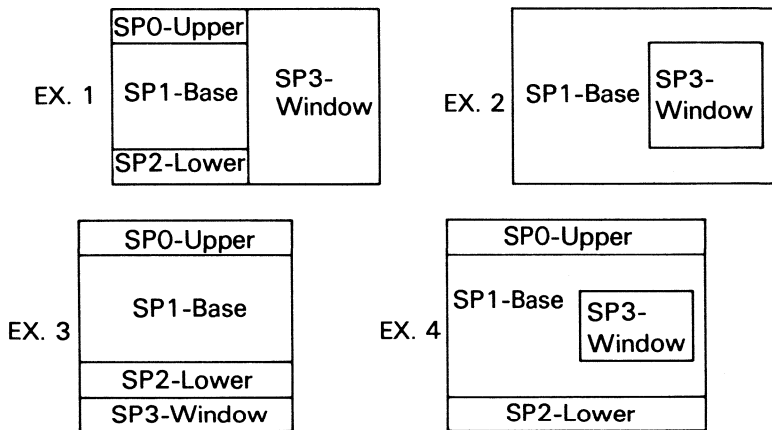 EX. 1
SP0-Upper
SP1-Base
SP2-Lower
SP3-
Window
EX. 2
SP1-Base
SP3-
Window
EX. 3
SP0-Upper
SP1-Base
SP2-Lower
SP3-Window
EX. 4
SP0-Upper
SP1-Base
SP3-
Window
SP2-Lower